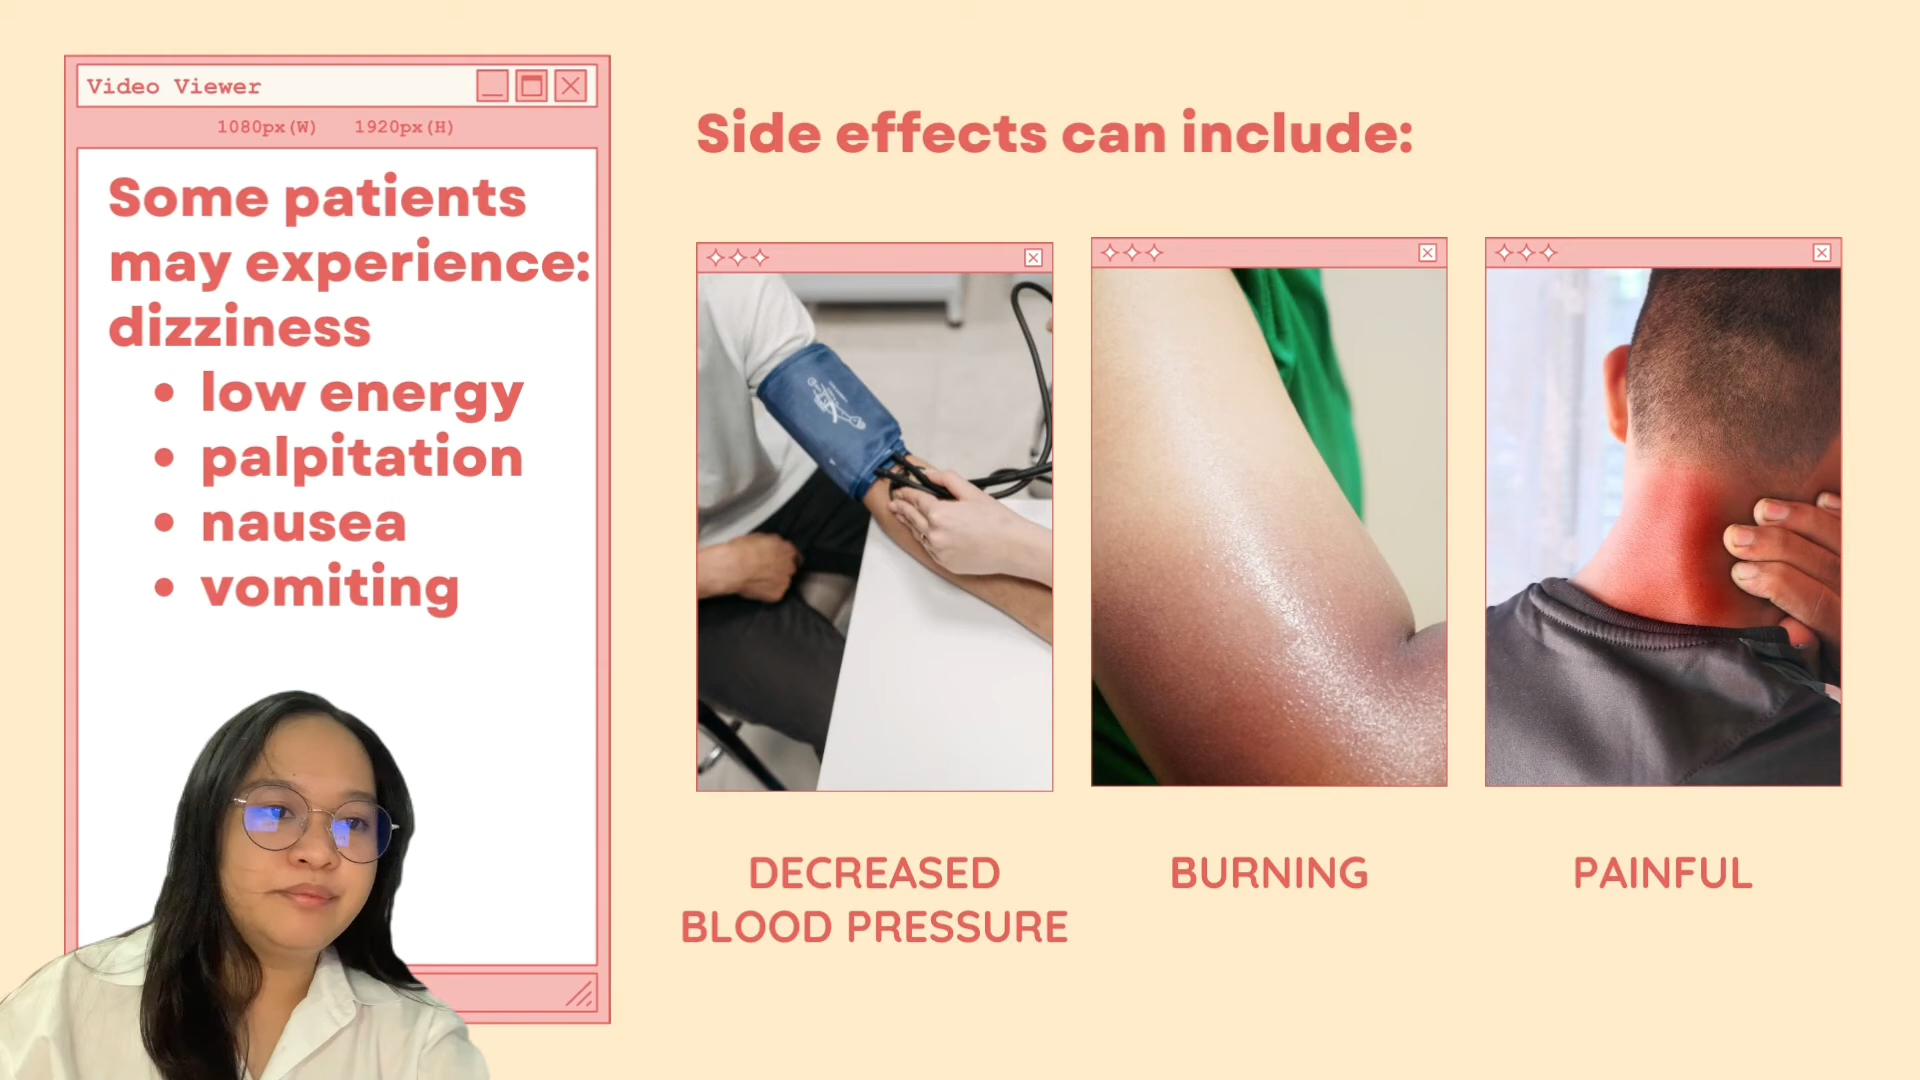 Video Viewer
1080px(W) 1920px(H)
Some patients
may experience:
dizziness
• low energy
• palpitation
• nausea
• vomiting
Side effects can include:
DECREASED
BLOOD PRESSURE
BURNING
PAINFUL